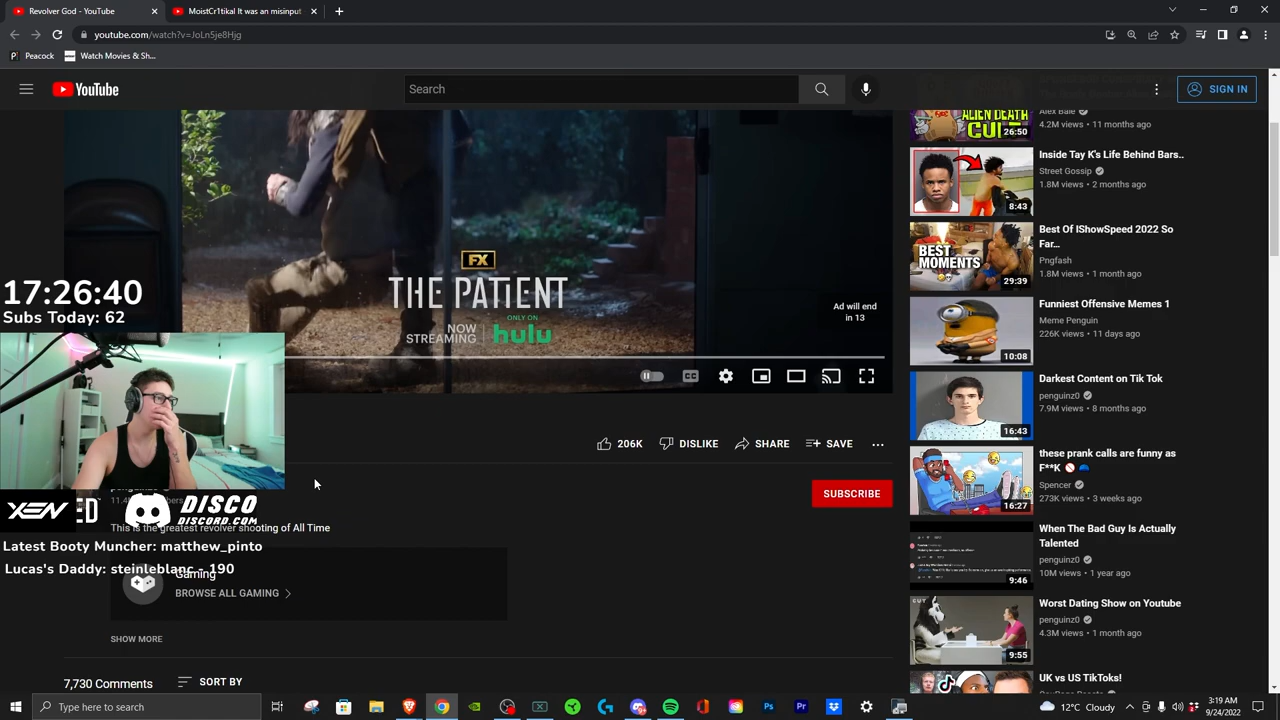 Revolver God - YouTube
MoistCr1tikal It was an misinput
youtube.com/watch?v=JoLn5je8Hjg
Peacock
Watch Movies & Sh...
YouTube
Search
SIGN IN
ALIEN DEATH
26:50
Alex Bale
4.2M views • 11 months ago
Inside Tay K's Life Behind Bars..
Street Gossip
1.8M views • 2 months ago
8:43
BEST
MOMENTS
29:39
Best Of IShowSpeed 2022 So
Far...
Pngfash
1.8M views • 1 month ago
Funniest Offensive Memes 1
Meme Penguin
226K views • 11 days ago
10:08
Darkest Content on Tik Tok
penguinz0
7.9M views • 8 months ago
16:43
these prank calls are funny as
F**K
Spencer
273K views • 3 weeks ago
16:27
When The Bad Guy Is Actually
Talented
penguinz0
10M views • 1 year ago
9:46
Worst Dating Show on Youtube
penguinz0
4.3M views • 1 month ago
CUT
9:55
UK vs US TikToks!
FX
THE PATIENT
ONLY ON
NOW
STREAMING
hulu
Ad will end
in 13
CC
17:26:40
Subs Today: 62
206K
DISLIKE
SHARE
SAVE
SUBSCRIBE
XEV
ED
DISCO
This is the greatest revolver shooting of All Time
Latest Booty Muncher:
Lucas's Daddy: steinleblanc - 100
Gaming
BROWSE ALL GAMING
SHOW MORE
7,730 Comments
SORT BY
Type here to search
12°C Cloudy
3:19 AM
9/24/2022